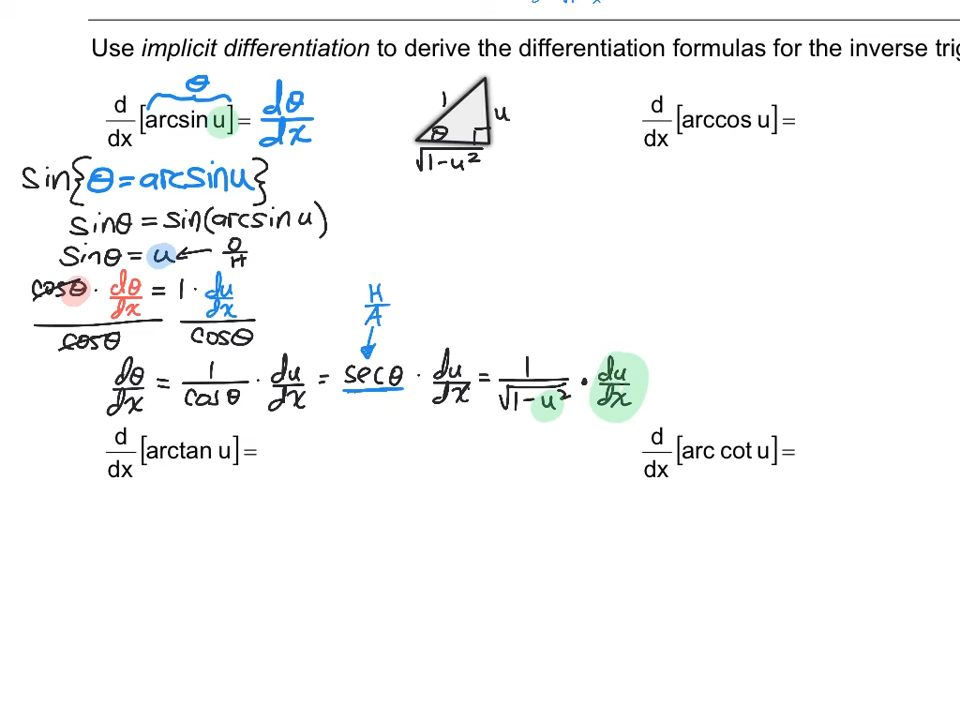 Use implicit differentiation to derive the differentiation formulas for the inverse trig
θ
d/dx [arcsin u] = dθ/dx
1
u
θ
√1-u²
d/dx [arccos u] =
sin{θ = arcsinu}
sinθ = sin(arcsin u)
sinθ = u ← O/H
cosθ · dθ/dx = 1 · du/dx
cosθ cosθ
H/A
dθ/dx = 1/cosθ · du/dx = secθ · du/dx = 1/√1-u² · du/dx
d/dx [arctan u] =
d/dx [arc cot u] =